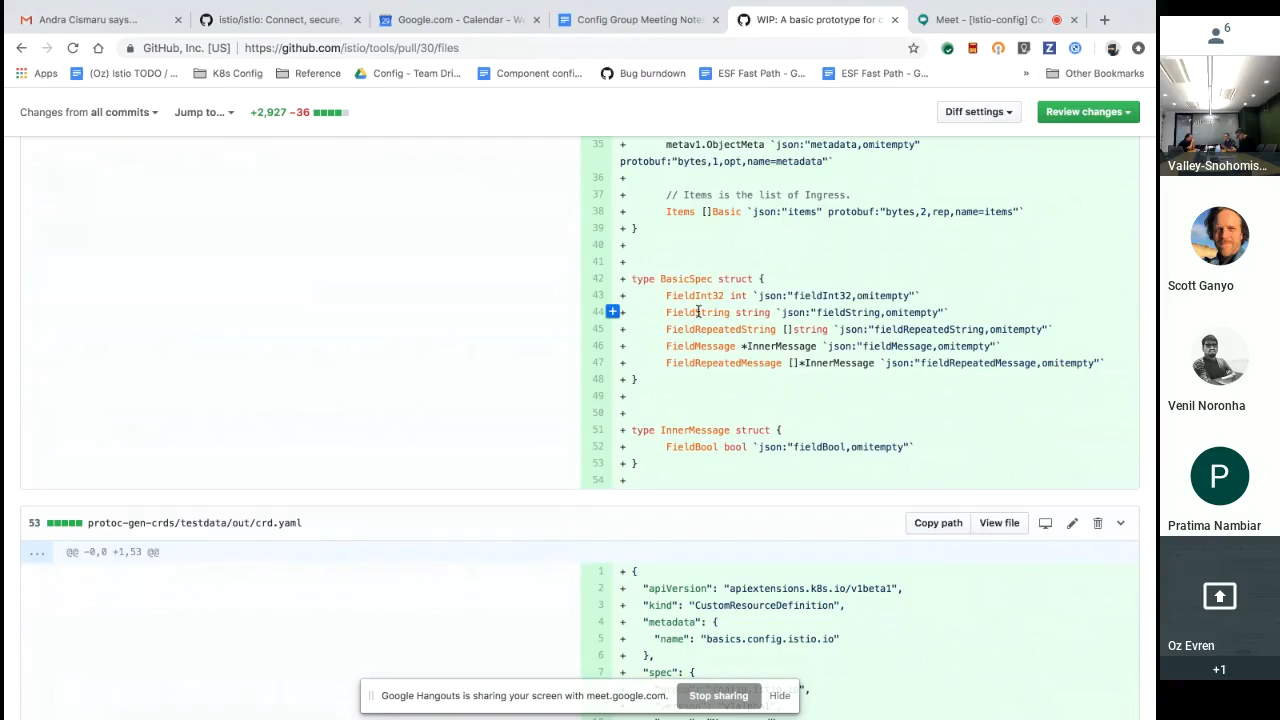 Andra Cismaru says...
istio/istio: Connect, secure,
Google.com - Calendar - We
Config Group Meeting Notes
WIP: A basic prototype for c
Meet - [Istio-config] Co
GitHub, Inc. [US]
https://github.com/istio/tools/pull/30/files
Apps
(Oz) Istio TODO / ...
K8s Config
Reference
Config - Team Dri...
Component confi...
Bug burndown
ESF Fast Path - G...
ESF Fast Path - G...
»
Other Bookmarks
Changes from all commits
Jump to...
+2,927 −36
Diff settings
Review changes
35 + metav1.ObjectMeta `json:"metadata,omitempty"
protobuf:"bytes,1,opt,name=metadata"`
36 +
37 + // Items is the list of Ingress.
38 + Items []Basic `json:"items" protobuf:"bytes,2,rep,name=items"`
39 + }
40 +
41 +
42 + type BasicSpec struct {
43 + FieldInt32 int `json:"fieldInt32,omitempty"`
44 + FieldString string `json:"fieldString,omitempty"`
45 + FieldRepeatedString []string `json:"fieldRepeatedString,omitempty"`
46 + FieldMessage *InnerMessage `json:"fieldMessage,omitempty"`
47 + FieldRepeatedMessage []*InnerMessage `json:"fieldRepeatedMessage,omitempty"`
48 + }
49 +
50 +
51 + type InnerMessage struct {
52 + FieldBool bool `json:"fieldBool,omitempty"`
53 + }
54 +
53 protoc-gen-crds/testdata/out/crd.yaml
Copy path
View file
... @@ -0,0 +1,53 @@
1 + {
2 + "apiVersion": "apiextensions.k8s.io/v1beta1",
3 + "kind": "CustomResourceDefinition",
4 + "metadata": {
5 + "name": "basics.config.istio.io"
6 + },
7 + "spec": {
Google Hangouts is sharing your screen with meet.google.com.
Stop sharing
Hide
6
Valley-Snohomis...
Scott Ganyo
Venil Noronha
P
Pratima Nambiar
Oz Evren
+1